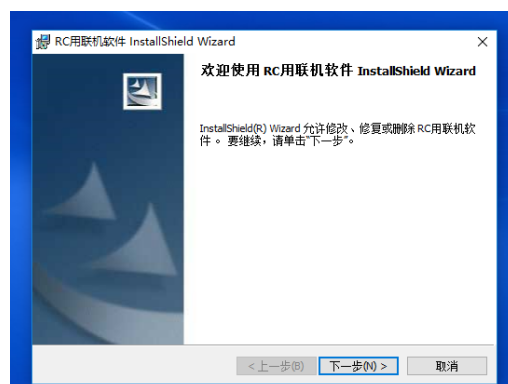 RC用联机软件 InstallShield Wizard
欢迎使用 RC用联机软件 InstallShield Wizard
InstallShield(R) Wizard 允许修改、修复或删除 RC用联机软
件。 要继续，请单击“下一步”。
<上一步(B) 下一步(N) > 取消